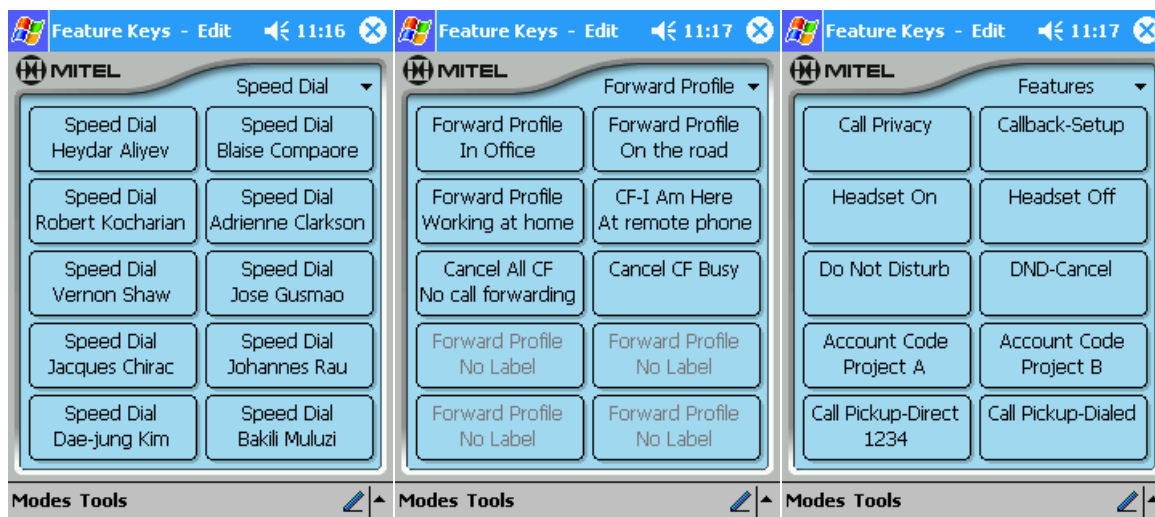 Feature Keys - Edit 11:16
MITEL
Speed Dial
Speed Dial
Heydar Aliyev
Speed Dial
Blaise Compaore
Speed Dial
Robert Kocharian
Speed Dial
Adrienne Clarkson
Speed Dial
Vernon Shaw
Speed Dial
Jose Gusmao
Speed Dial
Jacques Chirac
Speed Dial
Johannes Rau
Speed Dial
Dae-jung Kim
Speed Dial
Bakili Muluzi
Modes Tools
Feature Keys - Edit 11:17
MITEL
Forward Profile
Forward Profile
In Office
Forward Profile
On the road
Forward Profile
Working at home
CF-I Am Here
At remote phone
Cancel All CF
No call forwarding
Cancel CF Busy
Forward Profile
No Label
Forward Profile
No Label
Forward Profile
No Label
Forward Profile
No Label
Modes Tools
Feature Keys - Edit 11:17
MITEL
Features
Call Privacy
Callback-Setup
Headset On
Headset Off
Do Not Disturb
DND-Cancel
Account Code
Project A
Account Code
Project B
Call Pickup-Direct
1234
Call Pickup-Dialed
Modes Tools